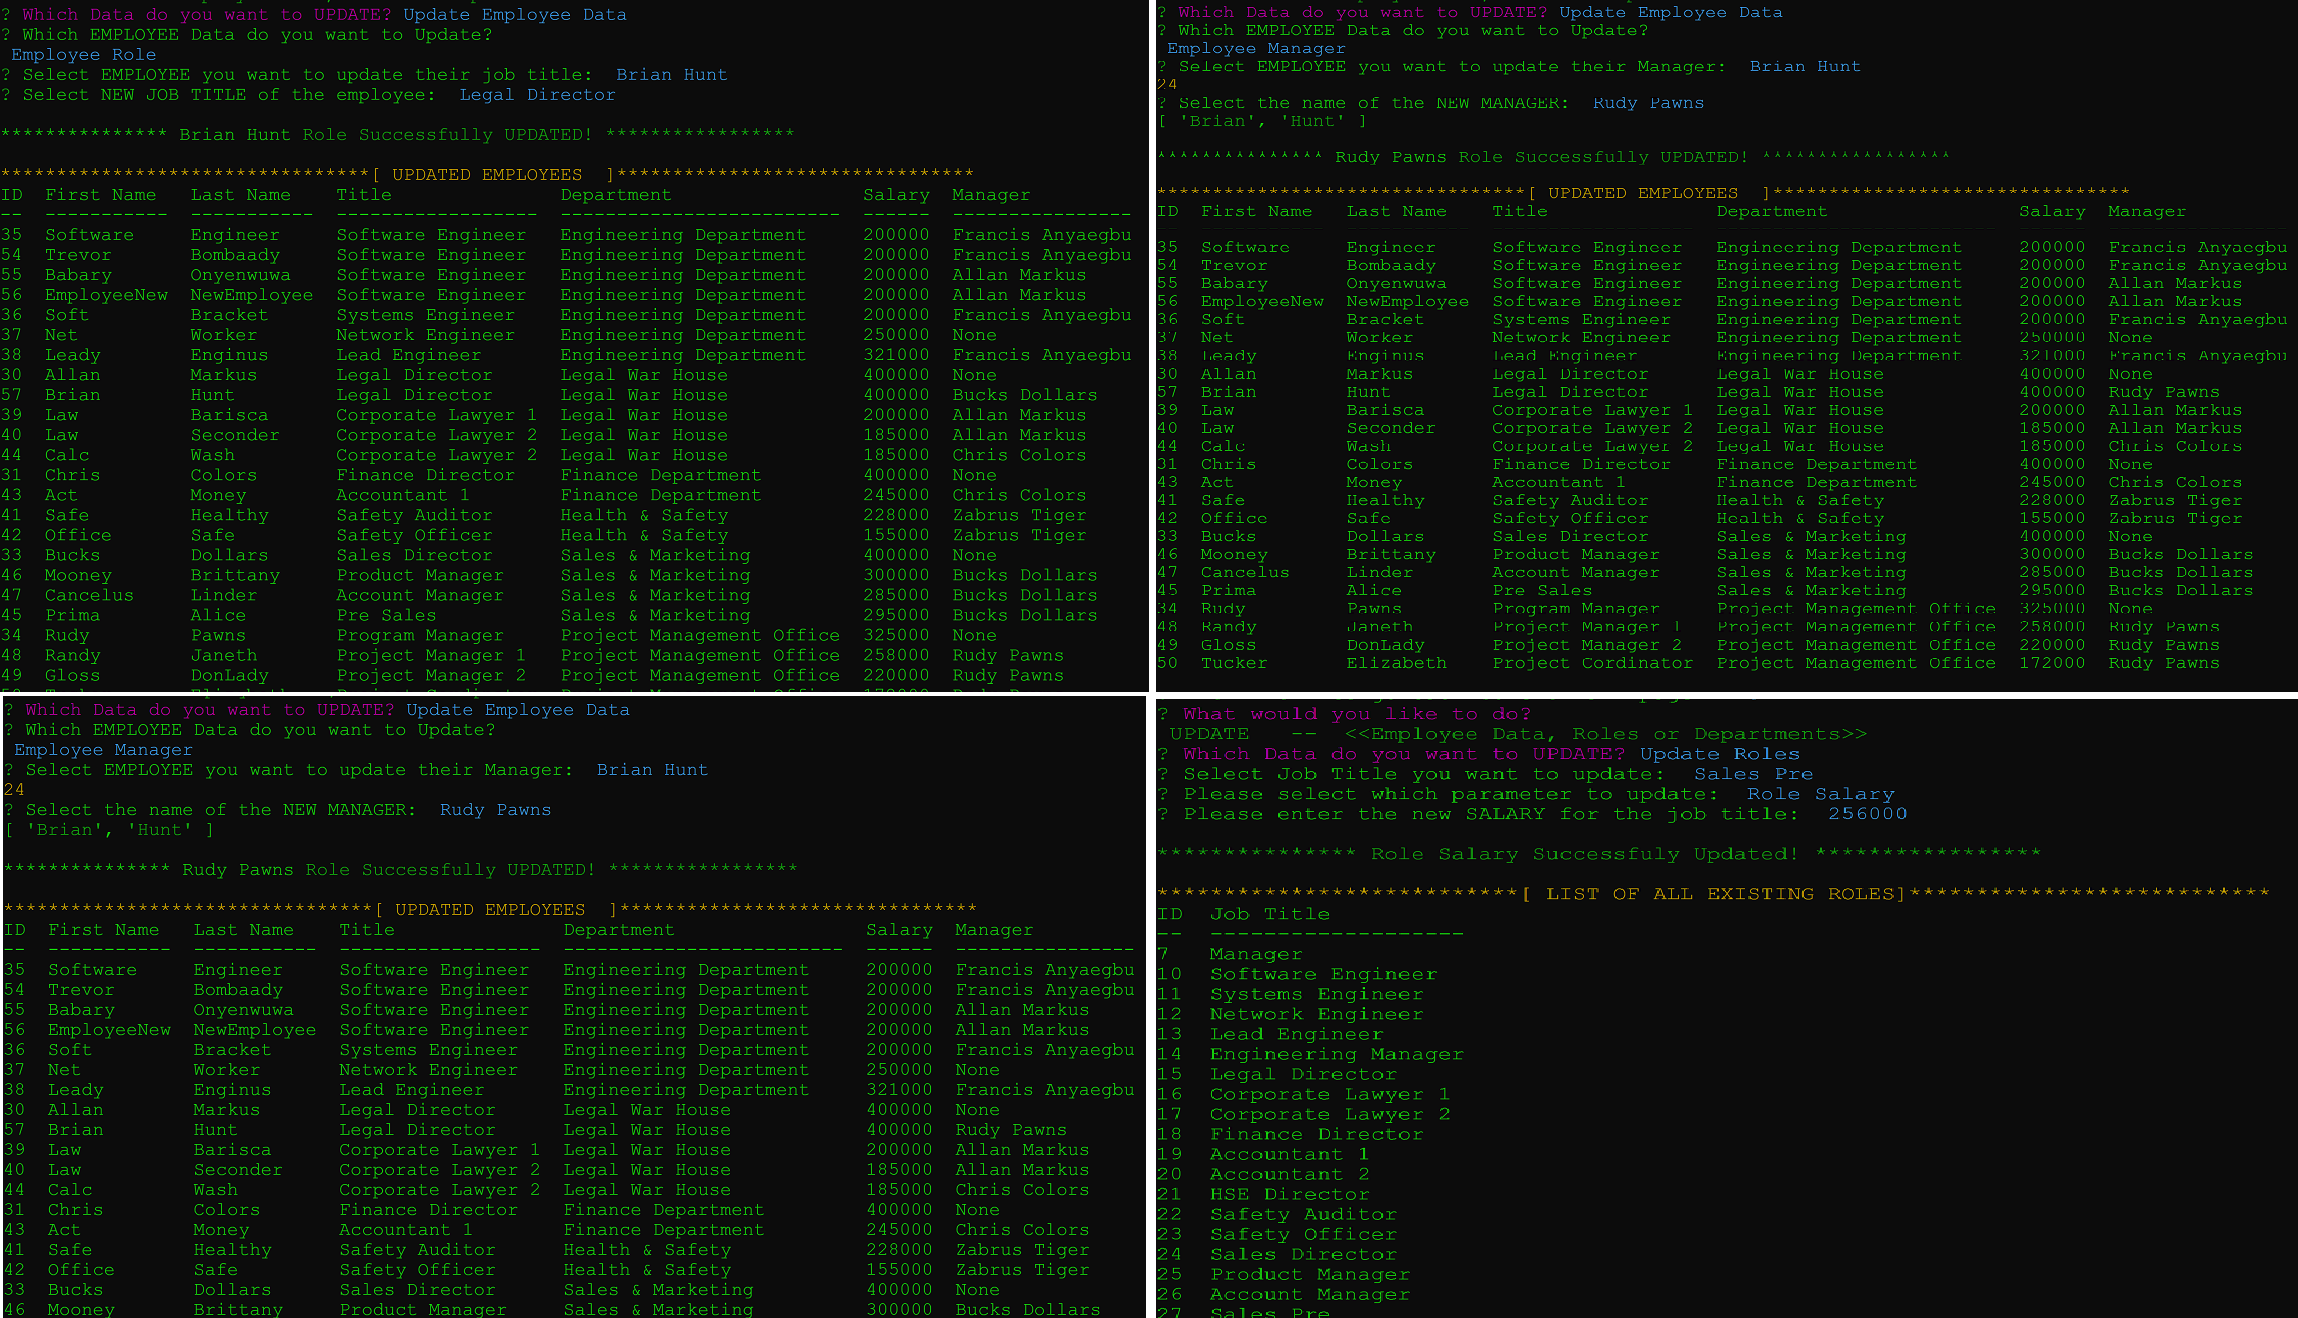 ? Which Data do you want to UPDATE? Update Employee Data
? Which EMPLOYEE Data do you want to Update?
Employee Role
? Select EMPLOYEE you want to update their job title:  Brian Hunt
? Select NEW JOB TITLE of the employee:  Legal Director
*************** Brian Hunt Role Successfully UPDATED! *****************
*********************************[ UPDATED EMPLOYEES  ]********************************
ID  First Name   Last Name    Title               Department                 Salary  Manager
--  -----------  -----------  ------------------  -------------------------  ------  ----------------
35  Software     Engineer     Software Engineer   Engineering Department     200000  Francis Anyaegbu
54  Trevor       Bombaady     Software Engineer   Engineering Department     200000  Francis Anyaegbu
55  Babary       Onyenwuwa    Software Engineer   Engineering Department     200000  Allan Markus
56  EmployeeNew  NewEmployee  Software Engineer   Engineering Department     200000  Allan Markus
36  Soft         Bracket      Systems Engineer    Engineering Department     200000  Francis Anyaegbu
37  Net          Worker       Network Engineer    Engineering Department     250000  None
38  Leady        Enginus      Lead Engineer       Engineering Department     321000  Francis Anyaegbu
30  Allan        Markus       Legal Director      Legal War House            400000  None
57  Brian        Hunt         Legal Director      Legal War House            400000  Bucks Dollars
39  Law          Barisca      Corporate Lawyer 1  Legal War House            200000  Allan Markus
40  Law          Seconder     Corporate Lawyer 2  Legal War House            185000  Allan Markus
44  Calc         Wash         Corporate Lawyer 2  Legal War House            185000  Chris Colors
31  Chris        Colors       Finance Director    Finance Department         400000  None
43  Act          Money        Accountant 1        Finance Department         245000  Chris Colors
41  Safe         Healthy      Safety Auditor      Health & Safety            228000  Zabrus Tiger
42  Office       Safe         Safety Officer      Health & Safety            155000  Zabrus Tiger
33  Bucks        Dollars      Sales Director      Sales & Marketing          400000  None
46  Mooney       Brittany     Product Manager     Sales & Marketing          300000  Bucks Dollars
47  Cancelus     Linder       Account Manager     Sales & Marketing          285000  Bucks Dollars
45  Prima        Alice        Pre Sales           Sales & Marketing          295000  Bucks Dollars
34  Rudy         Pawns        Program Manager     Project Management Office  325000  None
48  Randy        Janeth       Project Manager 1   Project Management Office  258000  Rudy Pawns
49  Gloss        DonLady      Project Manager 2   Project Management Office  220000  Rudy Pawns
? Which Data do you want to UPDATE? Update Employee Data
? Which EMPLOYEE Data do you want to Update?
Employee Manager
? Select EMPLOYEE you want to update their Manager:  Brian Hunt
24
? Select the name of the NEW MANAGER:  Rudy Pawns
[ 'Brian', 'Hunt' ]
*************** Rudy Pawns Role Successfully UPDATED! *****************
*********************************[ UPDATED EMPLOYEES  ]********************************
ID  First Name   Last Name    Title               Department                 Salary  Manager
35  Software     Engineer     Software Engineer   Engineering Department     200000  Francis Anyaegbu
54  Trevor       Bombaady     Software Engineer   Engineering Department     200000  Francis Anyaegbu
55  Babary       Onyenwuwa    Software Engineer   Engineering Department     200000  Allan Markus
56  EmployeeNew  NewEmployee  Software Engineer   Engineering Department     200000  Allan Markus
36  Soft         Bracket      Systems Engineer    Engineering Department     200000  Francis Anyaegbu
37  Net          Worker       Network Engineer    Engineering Department     250000  None
38  Leady        Enginus      Lead Engineer       Engineering Department     321000  Francis Anyaegbu
30  Allan        Markus       Legal Director      Legal War House            400000  None
57  Brian        Hunt         Legal Director      Legal War House            400000  Rudy Pawns
39  Law          Barisca      Corporate Lawyer 1  Legal War House            200000  Allan Markus
40  Law          Seconder     Corporate Lawyer 2  Legal War House            185000  Allan Markus
44  Calc         Wash         Corporate Lawyer 2  Legal War House            185000  Chris Colors
31  Chris        Colors       Finance Director    Finance Department         400000  None
43  Act          Money        Accountant 1        Finance Department         245000  Chris Colors
41  Safe         Healthy      Safety Auditor      Health & Safety            228000  Zabrus Tiger
42  Office       Safe         Safety Officer      Health & Safety            155000  Zabrus Tiger
33  Bucks        Dollars      Sales Director      Sales & Marketing          400000  None
46  Mooney       Brittany     Product Manager     Sales & Marketing          300000  Bucks Dollars
47  Cancelus     Linder       Account Manager     Sales & Marketing          285000  Bucks Dollars
45  Prima        Alice        Pre Sales           Sales & Marketing          295000  Bucks Dollars
34  Rudy         Pawns        Program Manager     Project Management Office  325000  None
48  Randy        Janeth       Project Manager 1   Project Management Office  258000  Rudy Pawns
49  Gloss        DonLady      Project Manager 2   Project Management Office  220000  Rudy Pawns
50  Tucker       Elizabeth    Project Cordinator  Project Management Office  172000  Rudy Pawns
? Which Data do you want to UPDATE? Update Employee Data
? Which EMPLOYEE Data do you want to Update?
Employee Manager
? Select EMPLOYEE you want to update their Manager:  Brian Hunt
24
? Select the name of the NEW MANAGER:  Rudy Pawns
[ 'Brian', 'Hunt' ]
*************** Rudy Pawns Role Successfully UPDATED! *****************
*********************************[ UPDATED EMPLOYEES  ]********************************
ID  First Name   Last Name    Title               Department                 Salary  Manager
--  -----------  -----------  ------------------  -------------------------  ------  ----------------
35  Software     Engineer     Software Engineer   Engineering Department     200000  Francis Anyaegbu
54  Trevor       Bombaady     Software Engineer   Engineering Department     200000  Francis Anyaegbu
55  Babary       Onyenwuwa    Software Engineer   Engineering Department     200000  Allan Markus
56  EmployeeNew  NewEmployee  Software Engineer   Engineering Department     200000  Allan Markus
36  Soft         Bracket      Systems Engineer    Engineering Department     200000  Francis Anyaegbu
37  Net          Worker       Network Engineer    Engineering Department     250000  None
38  Leady        Enginus      Lead Engineer       Engineering Department     321000  Francis Anyaegbu
30  Allan        Markus       Legal Director      Legal War House            400000  None
57  Brian        Hunt         Legal Director      Legal War House            400000  Rudy Pawns
39  Law          Barisca      Corporate Lawyer 1  Legal War House            200000  Allan Markus
40  Law          Seconder     Corporate Lawyer 2  Legal War House            185000  Allan Markus
44  Calc         Wash         Corporate Lawyer 2  Legal War House            185000  Chris Colors
31  Chris        Colors       Finance Director    Finance Department         400000  None
43  Act          Money        Accountant 1        Finance Department         245000  Chris Colors
41  Safe         Healthy      Safety Auditor      Health & Safety            228000  Zabrus Tiger
42  Office       Safe         Safety Officer      Health & Safety            155000  Zabrus Tiger
33  Bucks        Dollars      Sales Director      Sales & Marketing          400000  None
46  Mooney       Brittany     Product Manager     Sales & Marketing          300000  Bucks Dollars
? What would you like to do?
UPDATE   --  <<Employee Data, Roles or Departments>>
? Which Data do you want to UPDATE? Update Roles
? Select Job Title you want to update:  Sales Pre
? Please select which parameter to update:  Role Salary
? Please enter the new SALARY for the job title:  256000
*************** Role Salary Successfuly Updated! *****************
***************************[ LIST OF ALL EXISTING ROLES]***************************
ID  Job Title
--  -------------------
7   Manager
10  Software Engineer
11  Systems Engineer
12  Network Engineer
13  Lead Engineer
14  Engineering Manager
15  Legal Director
16  Corporate Lawyer 1
17  Corporate Lawyer 2
18  Finance Director
19  Accountant 1
20  Accountant 2
21  HSE Director
22  Safety Auditor
23  Safety Officer
24  Sales Director
25  Product Manager
26  Account Manager
27  Sales Pre